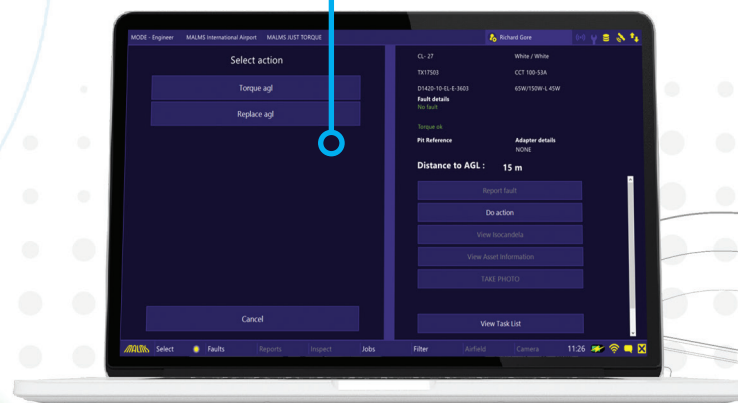 MODE - Engineer MALMS International Airport MALMS JUST TORQUE Richard Gore
Select action
Torque agl
Replace agl
Cancel
CL- 27 White / White
TX17503 CCT 100-53A
D1420-10-EL-E-3603 65W/150W-L 45W
Fault details
No fault
Torque ok
Pit Reference Adapter details
NONE
Distance to AGL : 15 m
Report fault
Do action
View Isocandela
View Asset Information
TAKE PHOTO
View Task List
MALMS Select Faults Reports Inspect Jobs Filter Airfield Camera 11:26